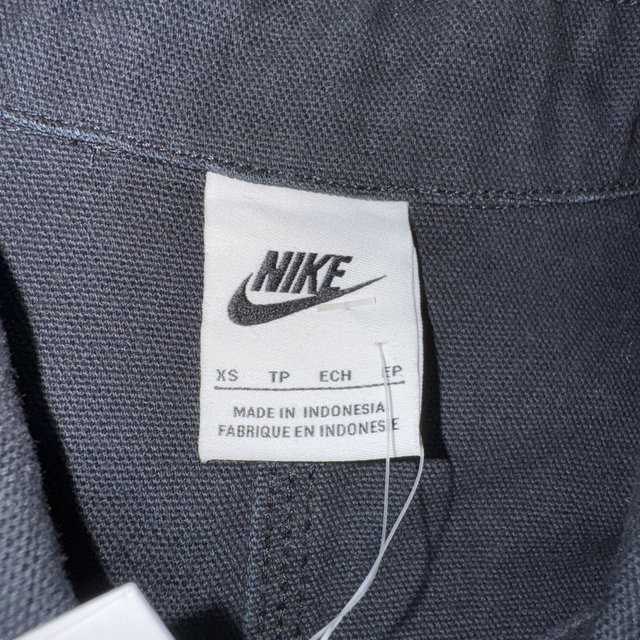 NIKE
XS TP ECH EP
MADE IN INDONESIA
FABRIQUE EN INDONESIE